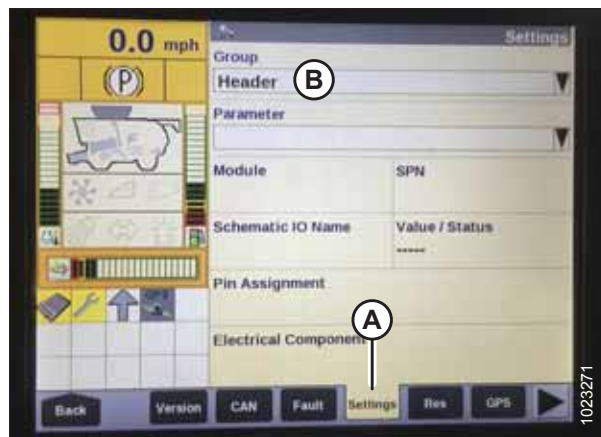 0.0 mph
Settings
(P)
Group
Header
B
Parameter
Module
SPN
Schematic IO Name
Value / Status
-----
Pin Assignment
Electrical Component
A
Back
Version
CAN
Fault
Settings
Res
GPS
1023271